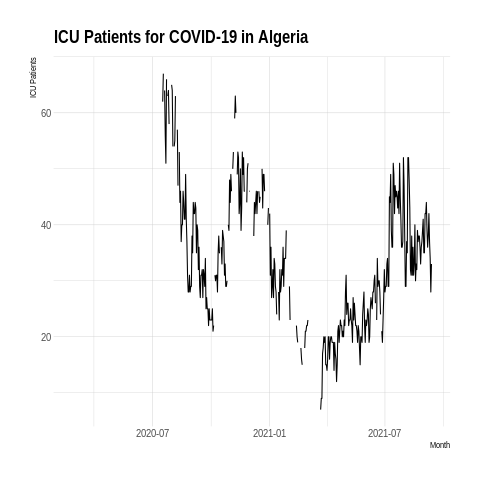 ICU Patients for COVID-19 in Algeria
ICU Patients
60
40
20
2020-07
2021-01
2021-07
Month